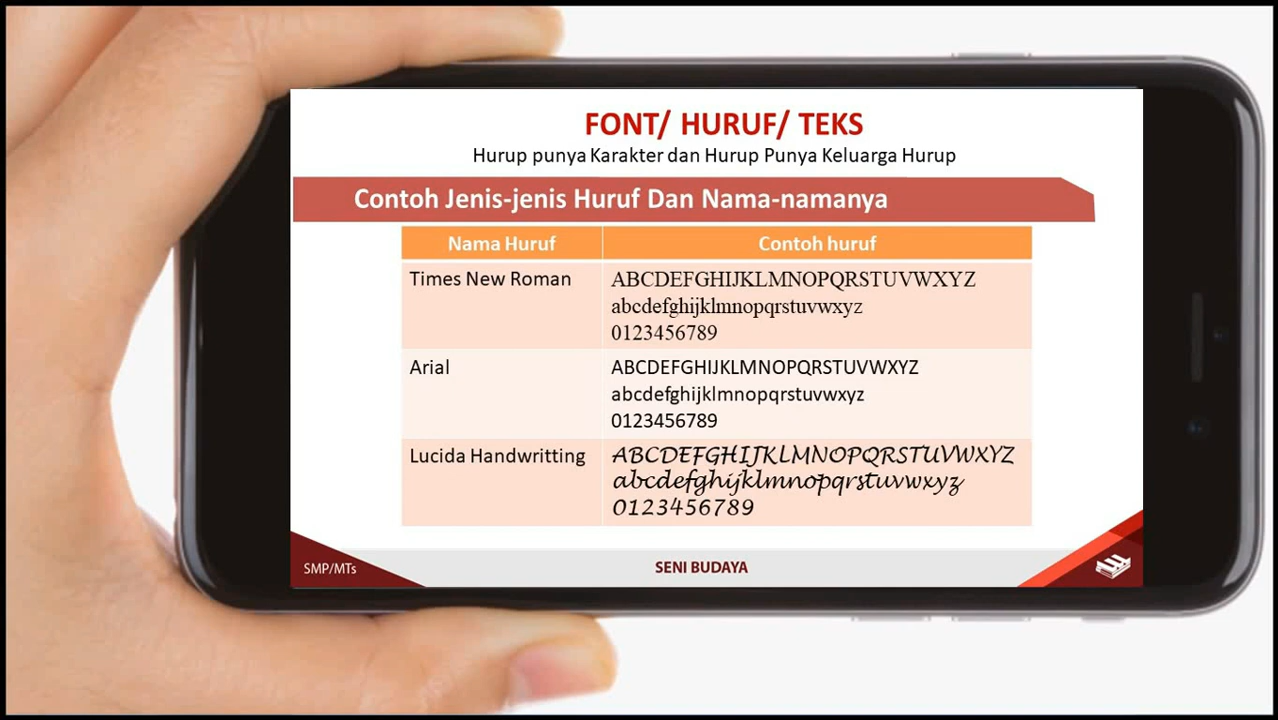 FONT/ HURUF/ TEKS
Hurup punya Karakter dan Hurup Punya Keluarga Hurup
Contoh Jenis-jenis Huruf Dan Nama-namanya
Nama Huruf Contoh huruf
Times New Roman ABCDEFGHIJKLMNOPQRSTUVWXYZ
abcdefghijklmnopqrstuvwxyz
0123456789
Arial ABCDEFGHIJKLMNOPQRSTUVWXYZ
abcdefghijklmnopqrstuvwxyz
0123456789
Lucida Handwritting ABCDEFGHIJKLMNOPQRSTUVWXYZ
abcdefghijklmnopqrstuvwxyz
0123456789
SMP/MTs SENI BUDAYA